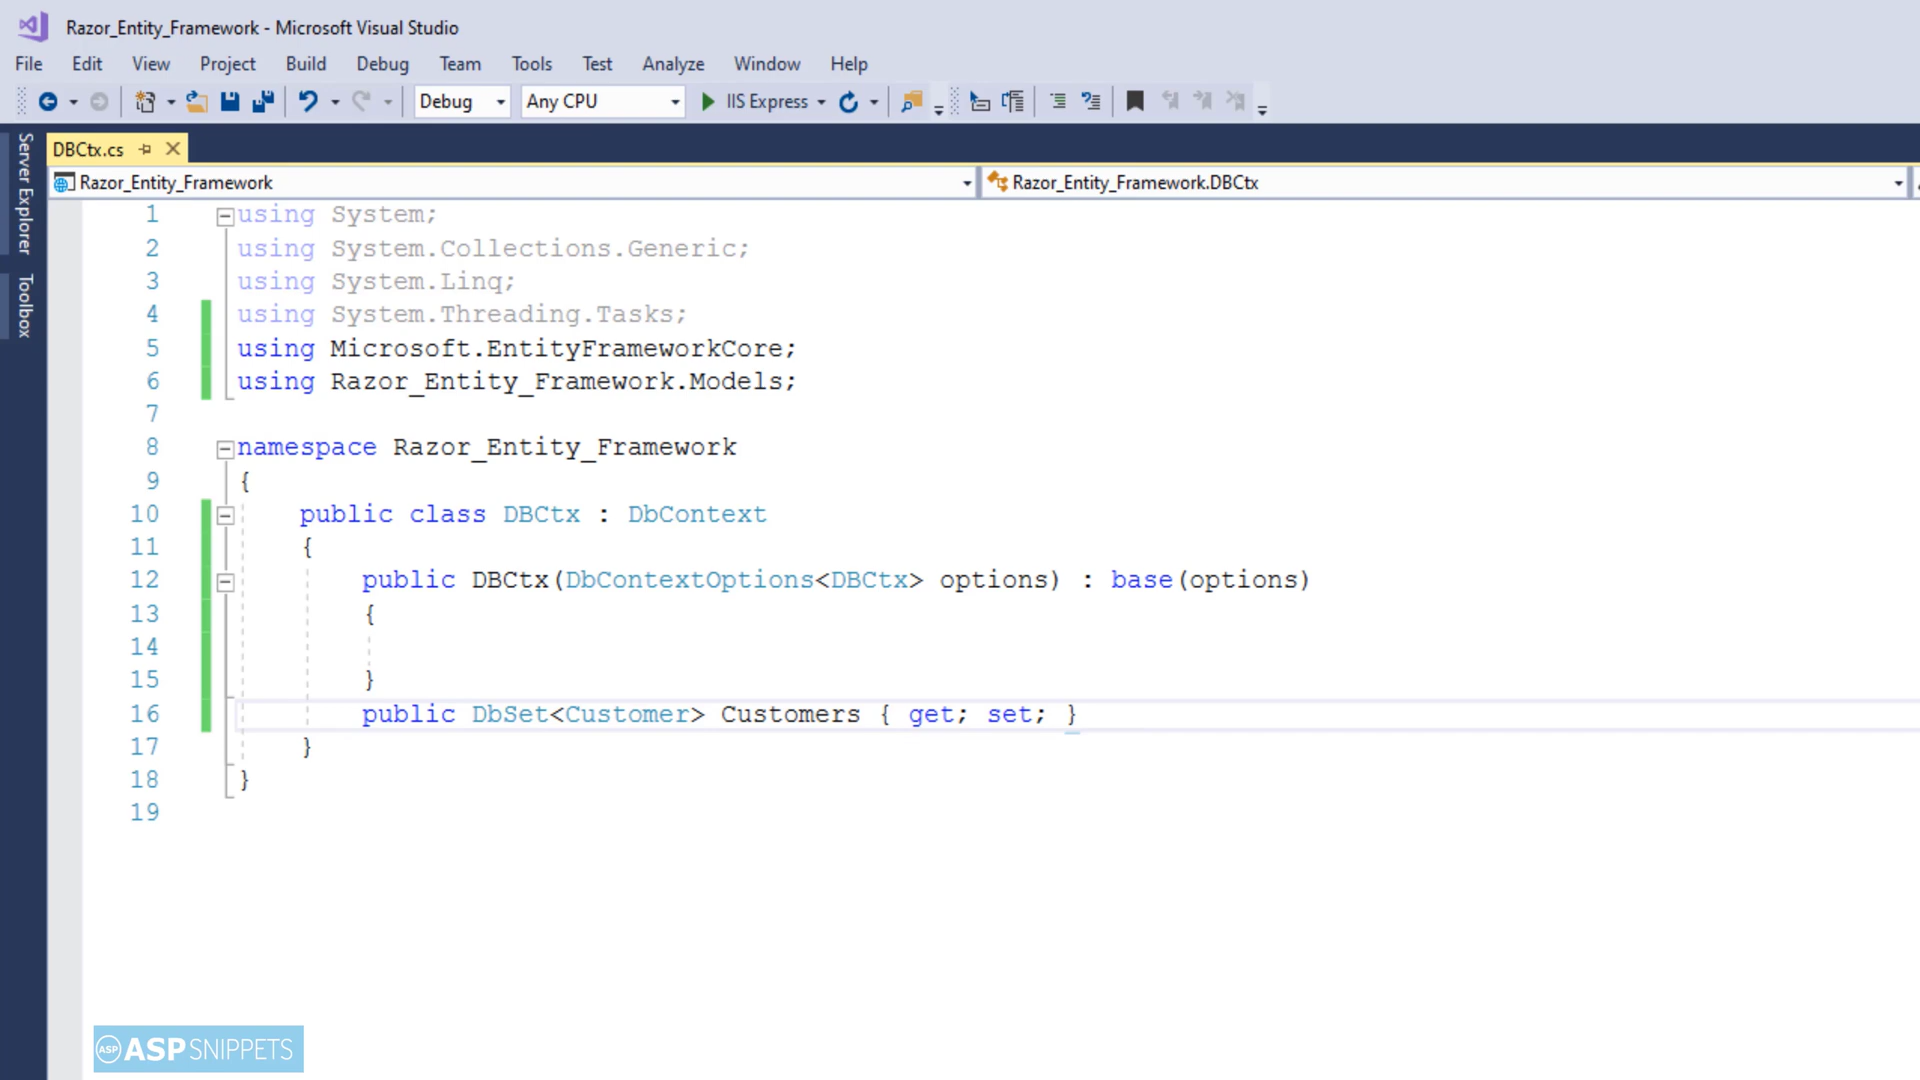 Razor_Entity_Framework - Microsoft Visual Studio
File Edit View Project Build Debug Team Tools Test Analyze Window Help
Debug Any CPU IIS Express
Server Explorer
Toolbox
DBCtx.cs
Razor_Entity_Framework Razor_Entity_Framework.DBCtx
1 using System;
2 using System.Collections.Generic;
3 using System.Linq;
4 using System.Threading.Tasks;
5 using Microsoft.EntityFrameworkCore;
6 using Razor_Entity_Framework.Models;
7
8 namespace Razor_Entity_Framework
9 {
10 public class DBCtx : DbContext
11 {
12 public DBCtx(DbContextOptions<DBCtx> options) : base(options)
13 {
14
15 }
16 public DbSet<Customer> Customers { get; set; }
17 }
18 }
19
ASP ASPSNIPPETS